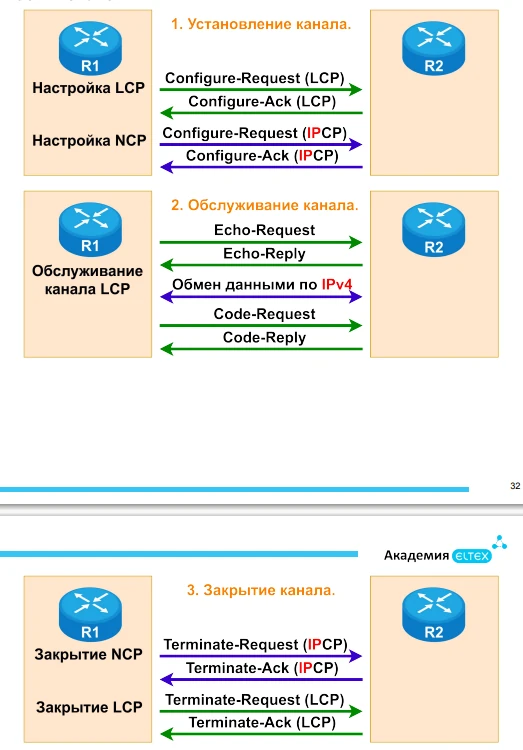 1. Установление канала.
R1
R2
Настройка LCP
Configure-Request (LCP)
Configure-Ack (LCP)
Настройка NCP
Configure-Request (IPCP)
Configure-Ack (IPCP)
2. Обслуживание канала.
R1
R2
Echo-Request
Echo-Reply
Обслуживание
канала LCP
Обмен данными по IPv4
Code-Request
Code-Reply
32
Академия ELTEX
3. Закрытие канала.
R1
R2
Закрытие NCP
Terminate-Request (IPCP)
Terminate-Ack (IPCP)
Закрытие LCP
Terminate-Request (LCP)
Terminate-Ack (LCP)